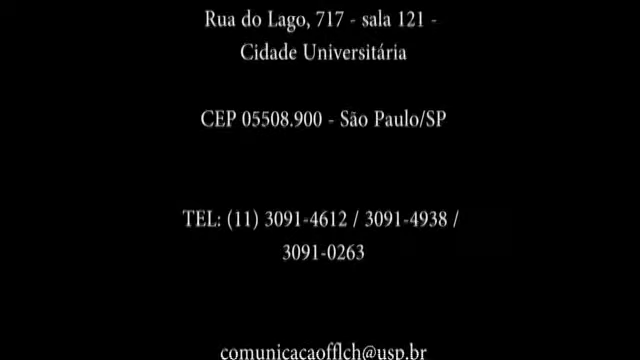 Rua do Lago, 717 - sala 121 -
Cidade Universitária
CEP 05508.900 - São Paulo/SP
TEL: (11) 3091-4612 / 3091-4938 /
3091-0263
comunicacaofflch@usp.br